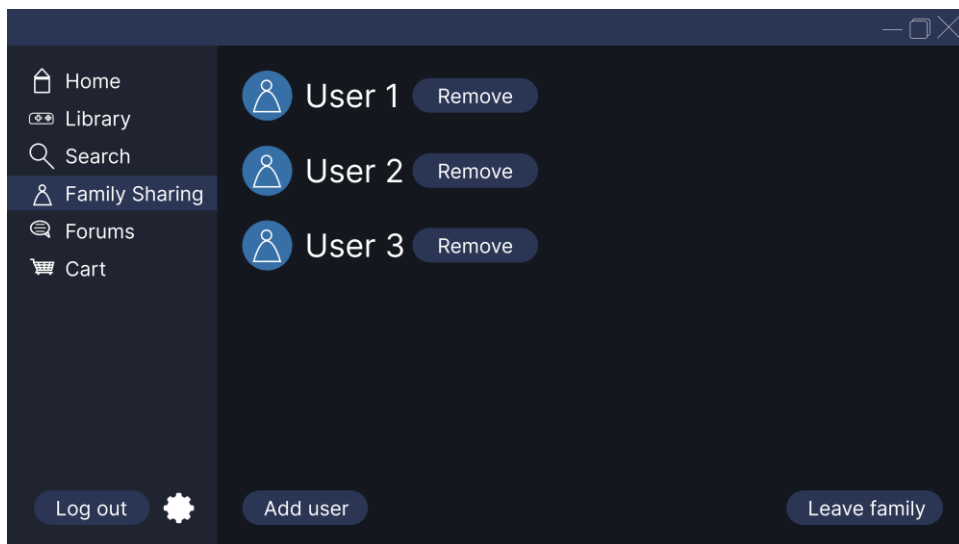 Home
Library
Search
Family Sharing
Forums
Cart
Log out
User 1
Remove
User 2
Remove
User 3
Remove
Add user
Leave family